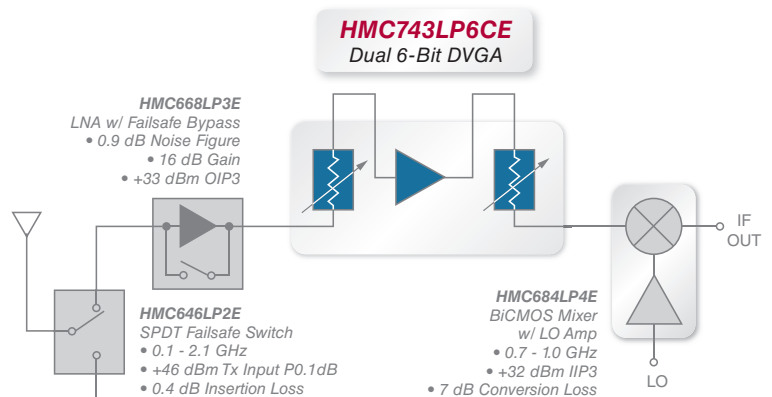 HMC743LP6CE
Dual 6-Bit DVGA
HMC668LP3E
LNA w/ Failsafe Bypass
• 0.9 dB Noise Figure
• 16 dB Gain
• +33 dBm OIP3
HMC646LP2E
SPDT Failsafe Switch
• 0.1 - 2.1 GHz
• +46 dBm Tx Input P0.1dB
• 0.4 dB Insertion Loss
HMC684LP4E
BiCMOS Mixer
w/ LO Amp
• 0.7 - 1.0 GHz
• +32 dBm IIP3
• 7 dB Conversion Loss
IF
OUT
LO